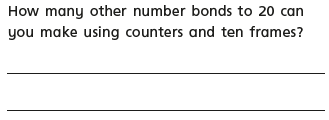 How many other number bonds to 20 can
you make using counters and ten frames?